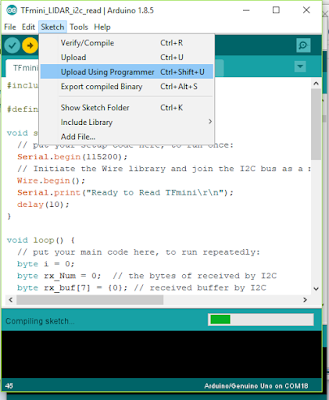 TFmini_LIDAR_i2c_read | Arduino 1.8.5
File Edit Sketch Tools Help
Verify/Compile Ctrl+R
Upload Ctrl+U
Upload Using Programmer Ctrl+Shift+U
Export compiled Binary Ctrl+Alt+S
Show Sketch Folder Ctrl+K
Include Library
Add File...
TFmini
#inclu
#defin
void s
// put your setup code here, to run once:
Serial.begin(115200);
// Initiate the Wire library and join the I2C bus as a
Wire.begin();
Serial.print("Ready to Read TFmini\r\n");
delay(10);
}
void loop() {
// put your main code here, to run repeatedly:
byte i = 0;
byte rx_Num = 0; // the bytes of received by I2C
byte rx_buf[7] = {0}; // received buffer by I2C
Compiling sketch...
45 Arduino/Genuino Uno on COM18